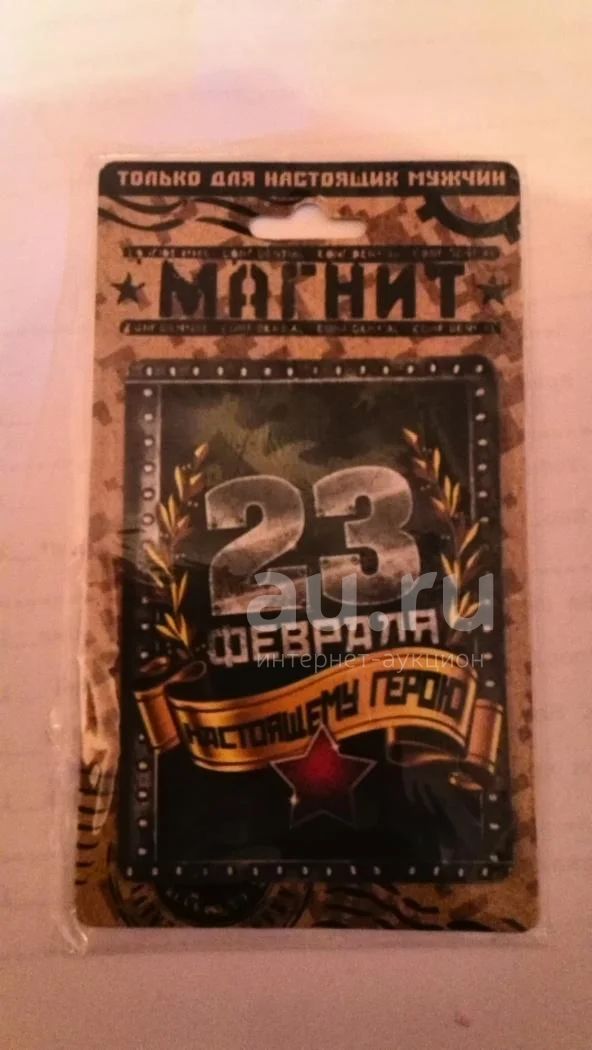 ТОЛЬКО ДЛЯ НАСТОЯЩИХ МУЖЧИН
МАГНИТ
23
ФЕВРАЛЯ
au.ru
интернет-аукцион
НАСТОЯЩЕМУ ГЕРОЮ